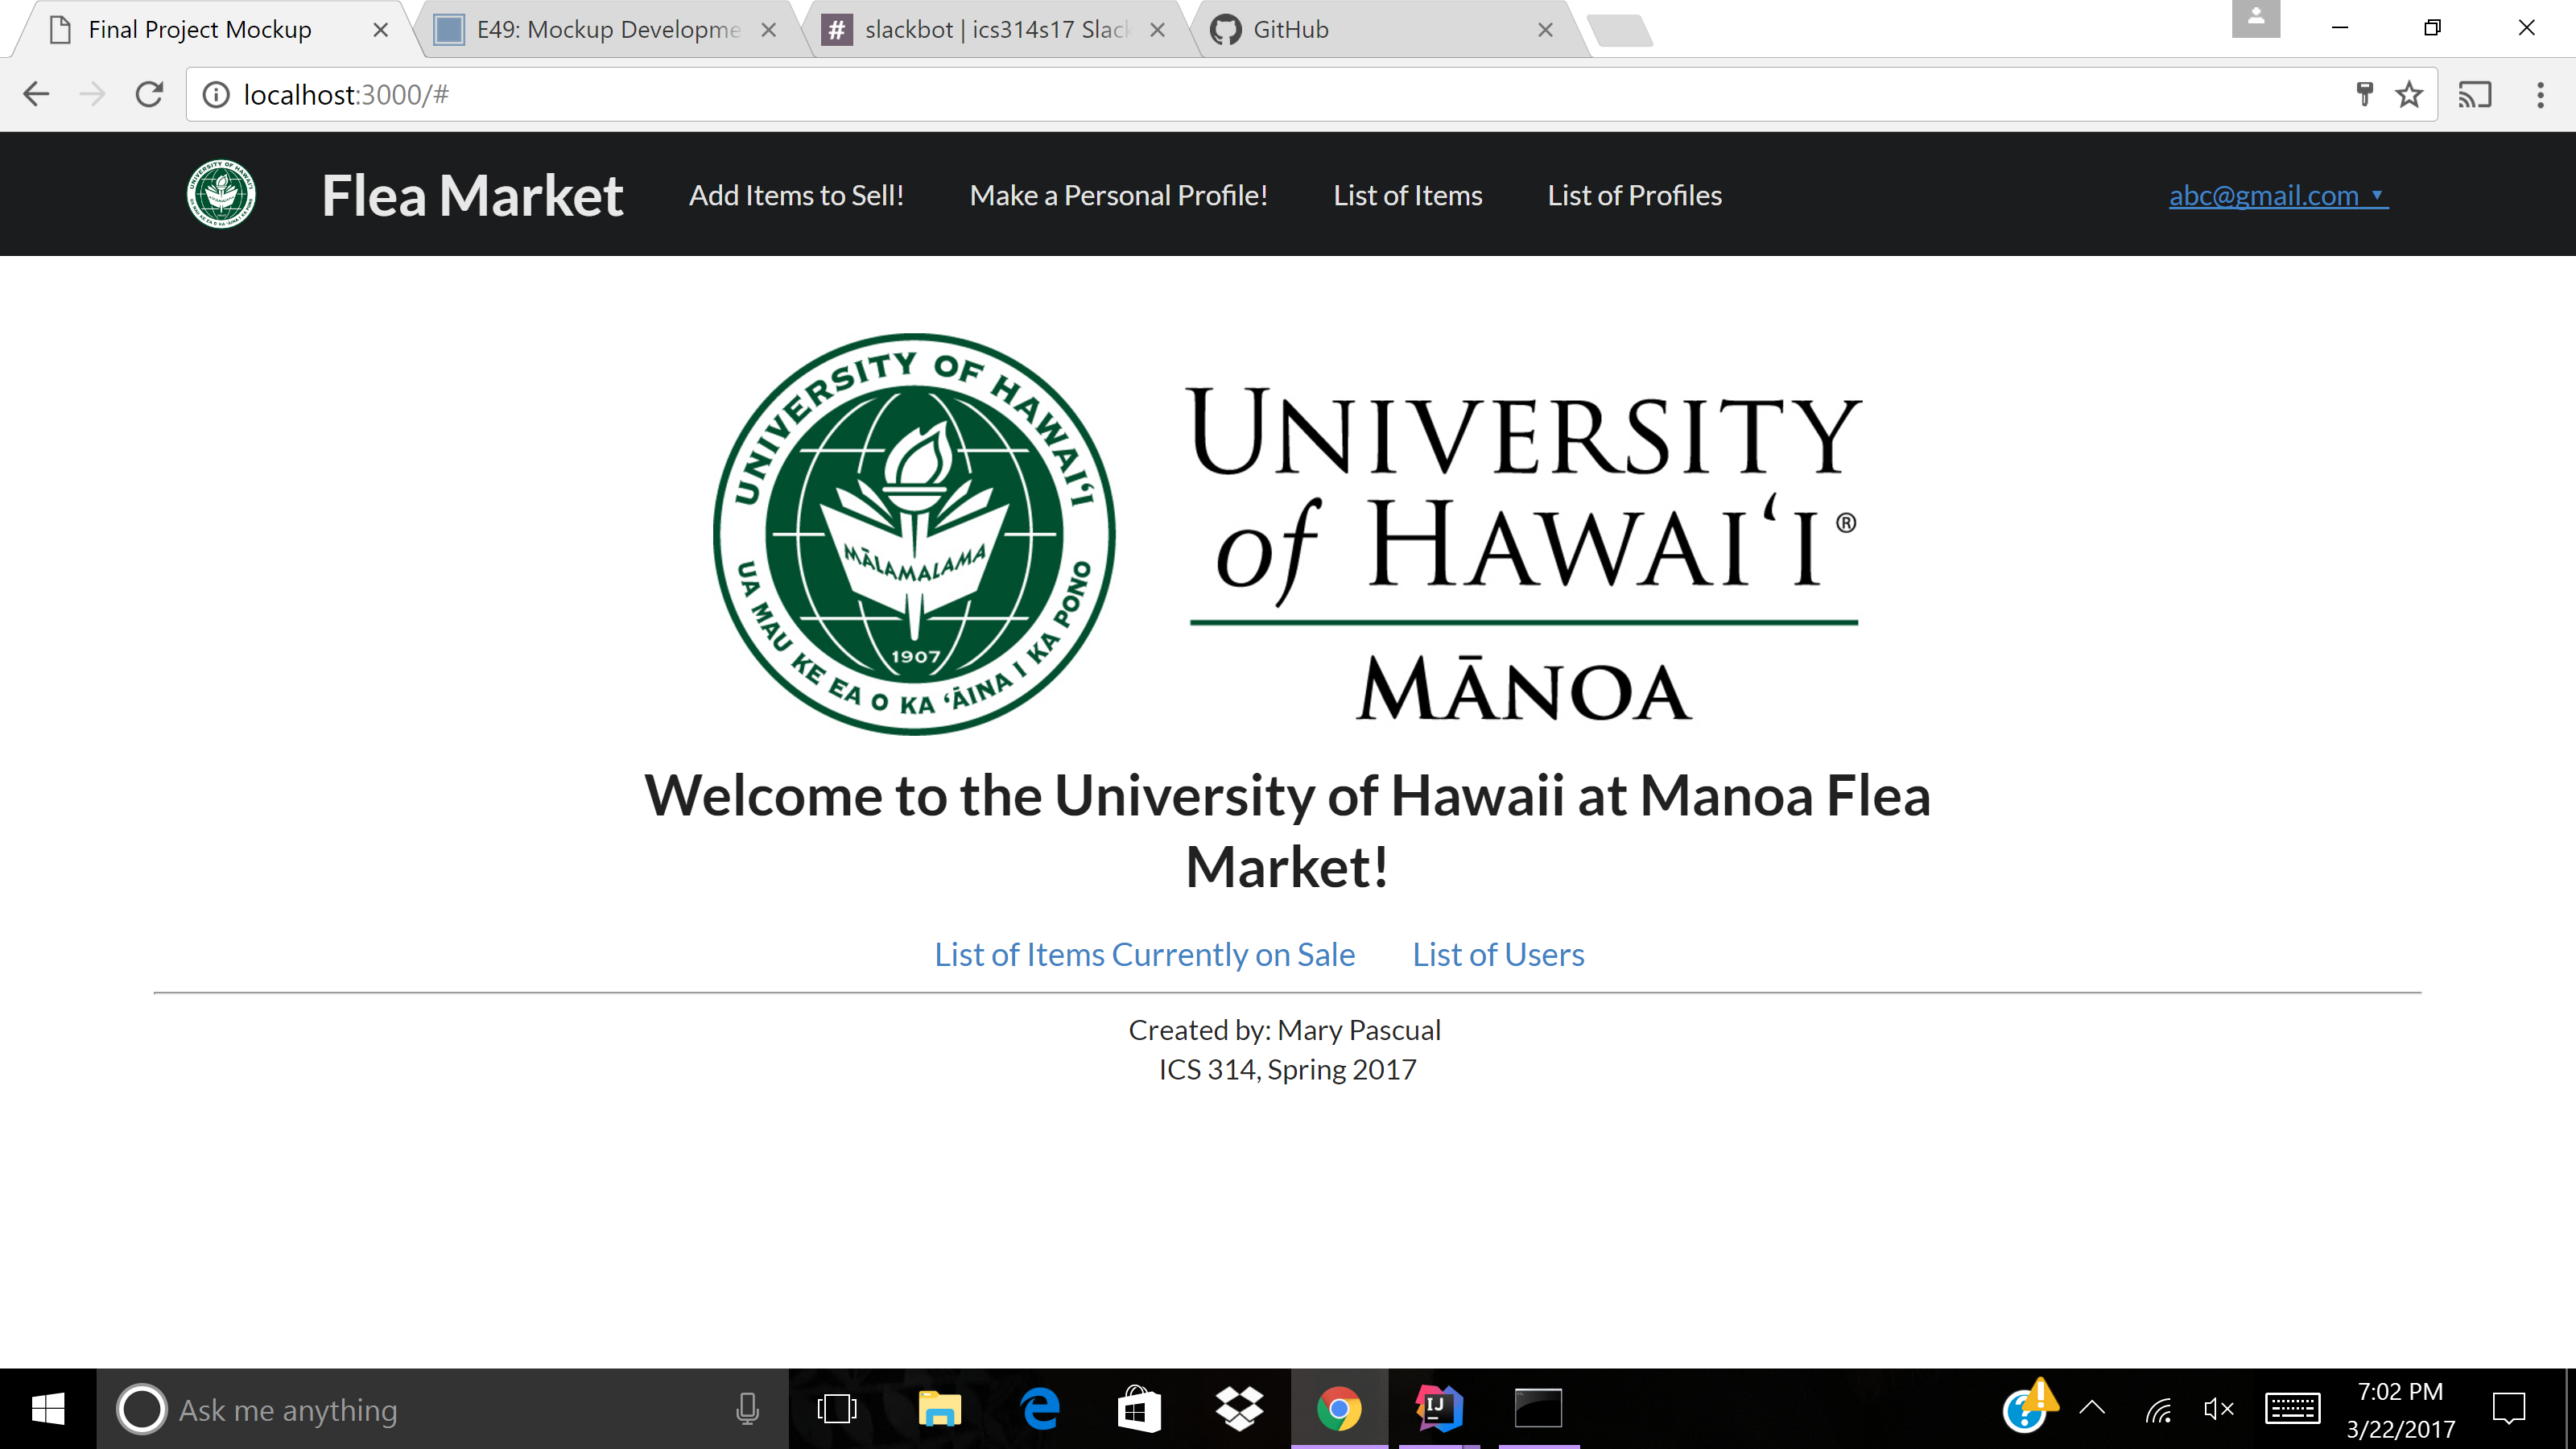 Final Project Mockup
E49: Mockup Developme
slackbot | ics314s17 Slack
GitHub
localhost:3000/#
Flea Market
Add Items to Sell!
Make a Personal Profile!
List of Items
List of Profiles
abc@gmail.com
UNIVERSITY OF HAWAIʻI
MĀLAMALAMA
1907
UA MAU KE EA O KA ʻĀINA I KA PONO
UNIVERSITY
of HAWAIʻI®
MĀNOA
Welcome to the University of Hawaii at Manoa Flea
Market!
List of Items Currently on Sale
List of Users
Created by: Mary Pascual
ICS 314, Spring 2017
Ask me anything
7:02 PM
3/22/2017